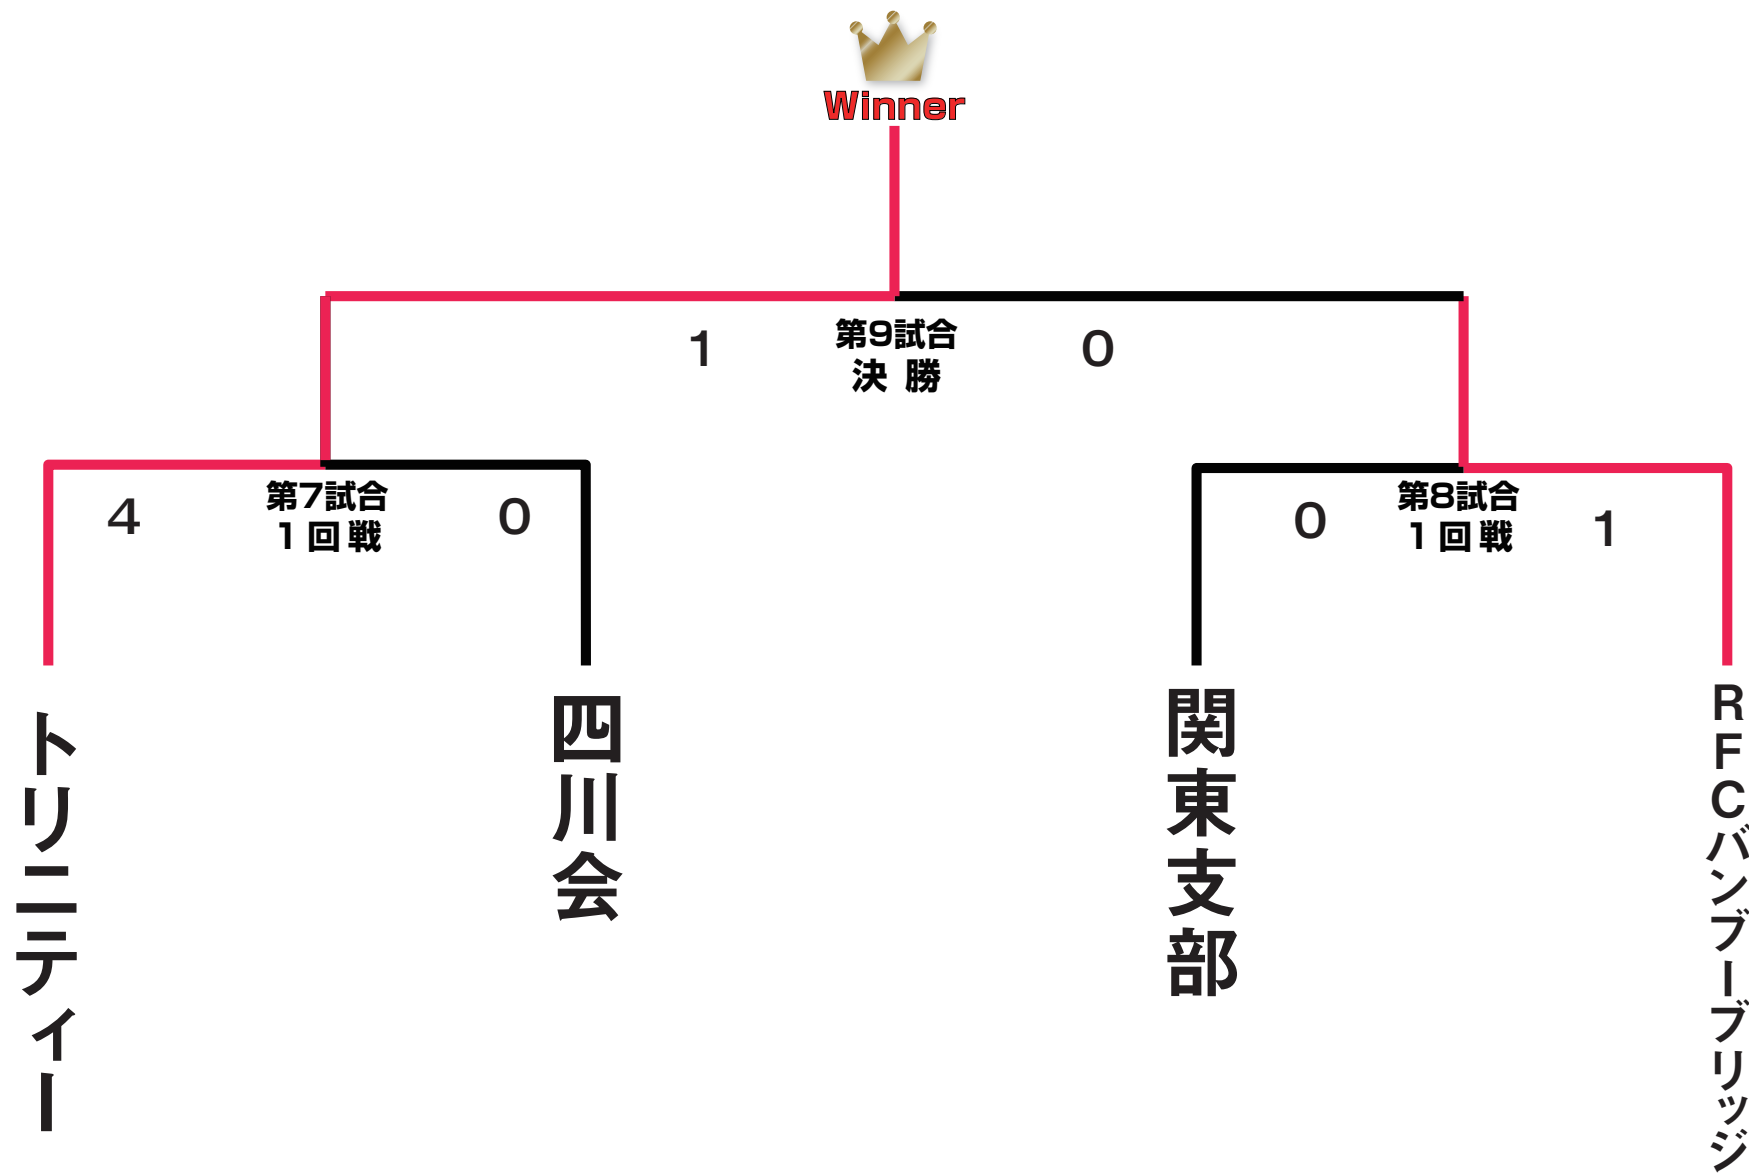 Winner
1
第9試合
決勝
0
4
第7試合
1回戦
0
0
第8試合
1回戦
1
トリニティー
四川会
関東支部
RFCバンブーブリッジ